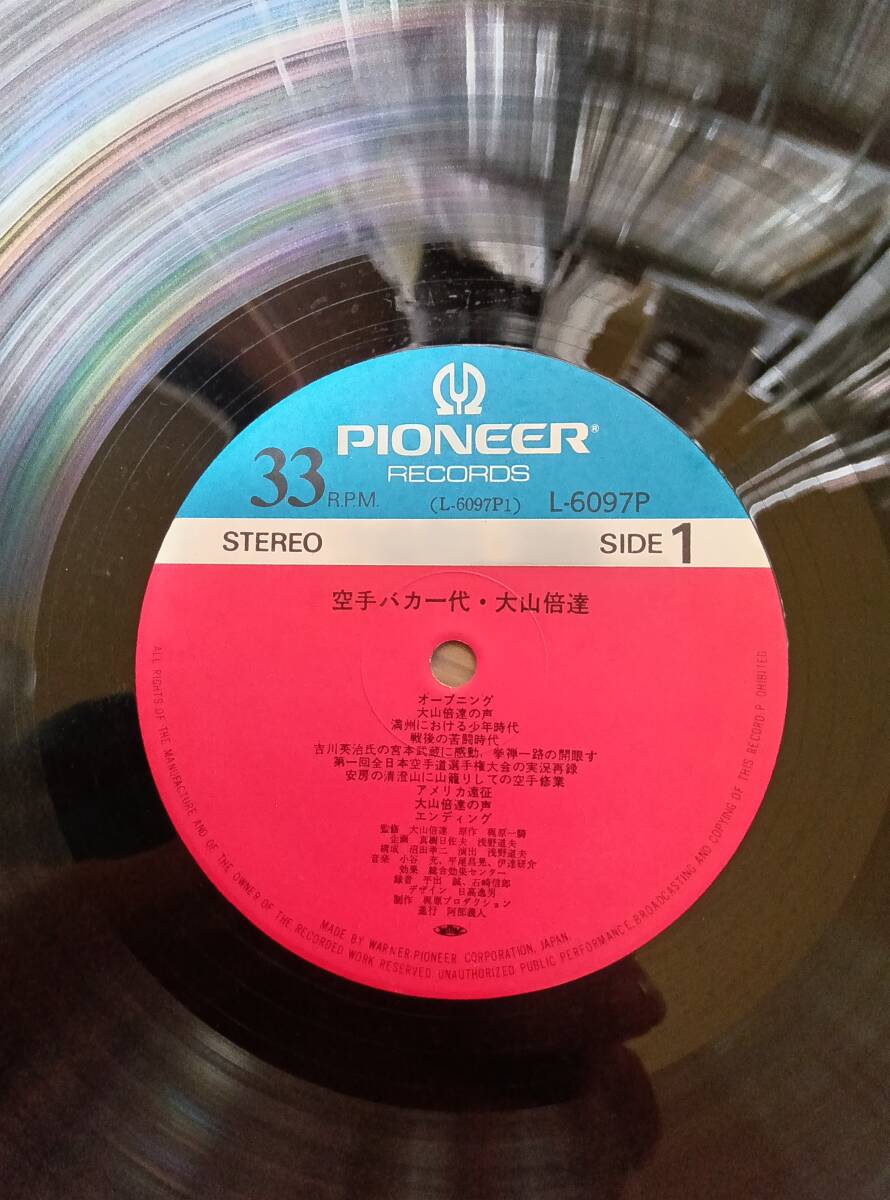 PIONEER®
RECORDS
33 R.P.M. (L-6097P1) L-6097P
STEREO SIDE 1
空手バカ一代・大山倍達
オープニング
大山倍達の声
満州における少年時代
戦後の苦闘時代
吉川英治氏の宮本武蔵に感動，拳禅一路の開眼す
第一回全日本空手道選手権大会の実況再録
安房の清澄山に山籠りしての空手修業
アメリカ遠征
大山倍達の声
エンディング
監修 大山倍達 原作 梶原一騎
企画 真樹日佐夫 浅野道夫
構成 沼田幸二 演出 浅野道夫
音楽 小谷 充、平尾昌晃、伊達研介
効果 総合効果センター
録音 平出 誠、石崎信郎
デザイン 日高逸男
制作 梶原プロダクション
進行 阿部義人
MADE BY WARNER-PIONEER CORPORATION, JAPAN.
ALL RIGHTS OF THE MANUFACTURE AND OF THE OWNER OF THE RECORDED WORK RESERVED UNAUTHORIZED PUBLIC PERFORMANCE, BROADCASTING AND COPYING OF THIS RECORD P OHIBITED